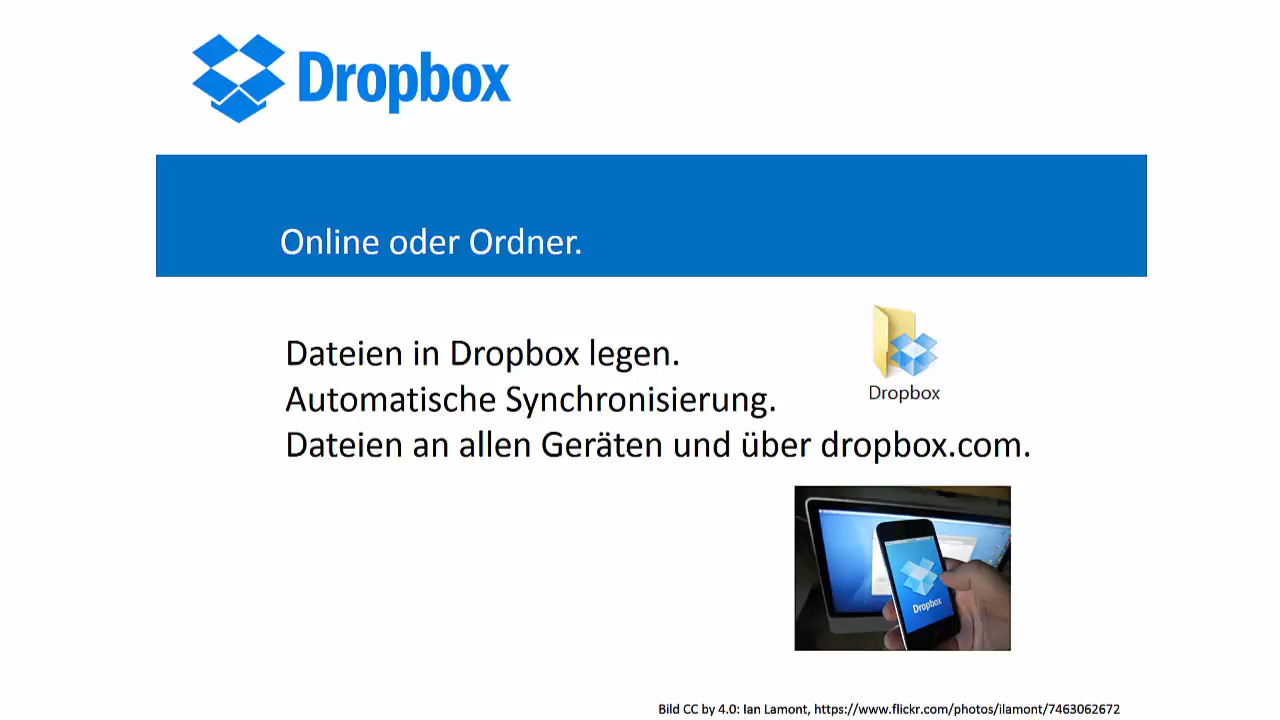 Dropbox
Online oder Ordner.
Dateien in Dropbox legen.
Automatische Synchronisierung.
Dateien an allen Geräten und über dropbox.com.
Dropbox
Dropbox
Bild CC by 4.0: Ian Lamont, https://www.flickr.com/photos/ilamont/7463062672